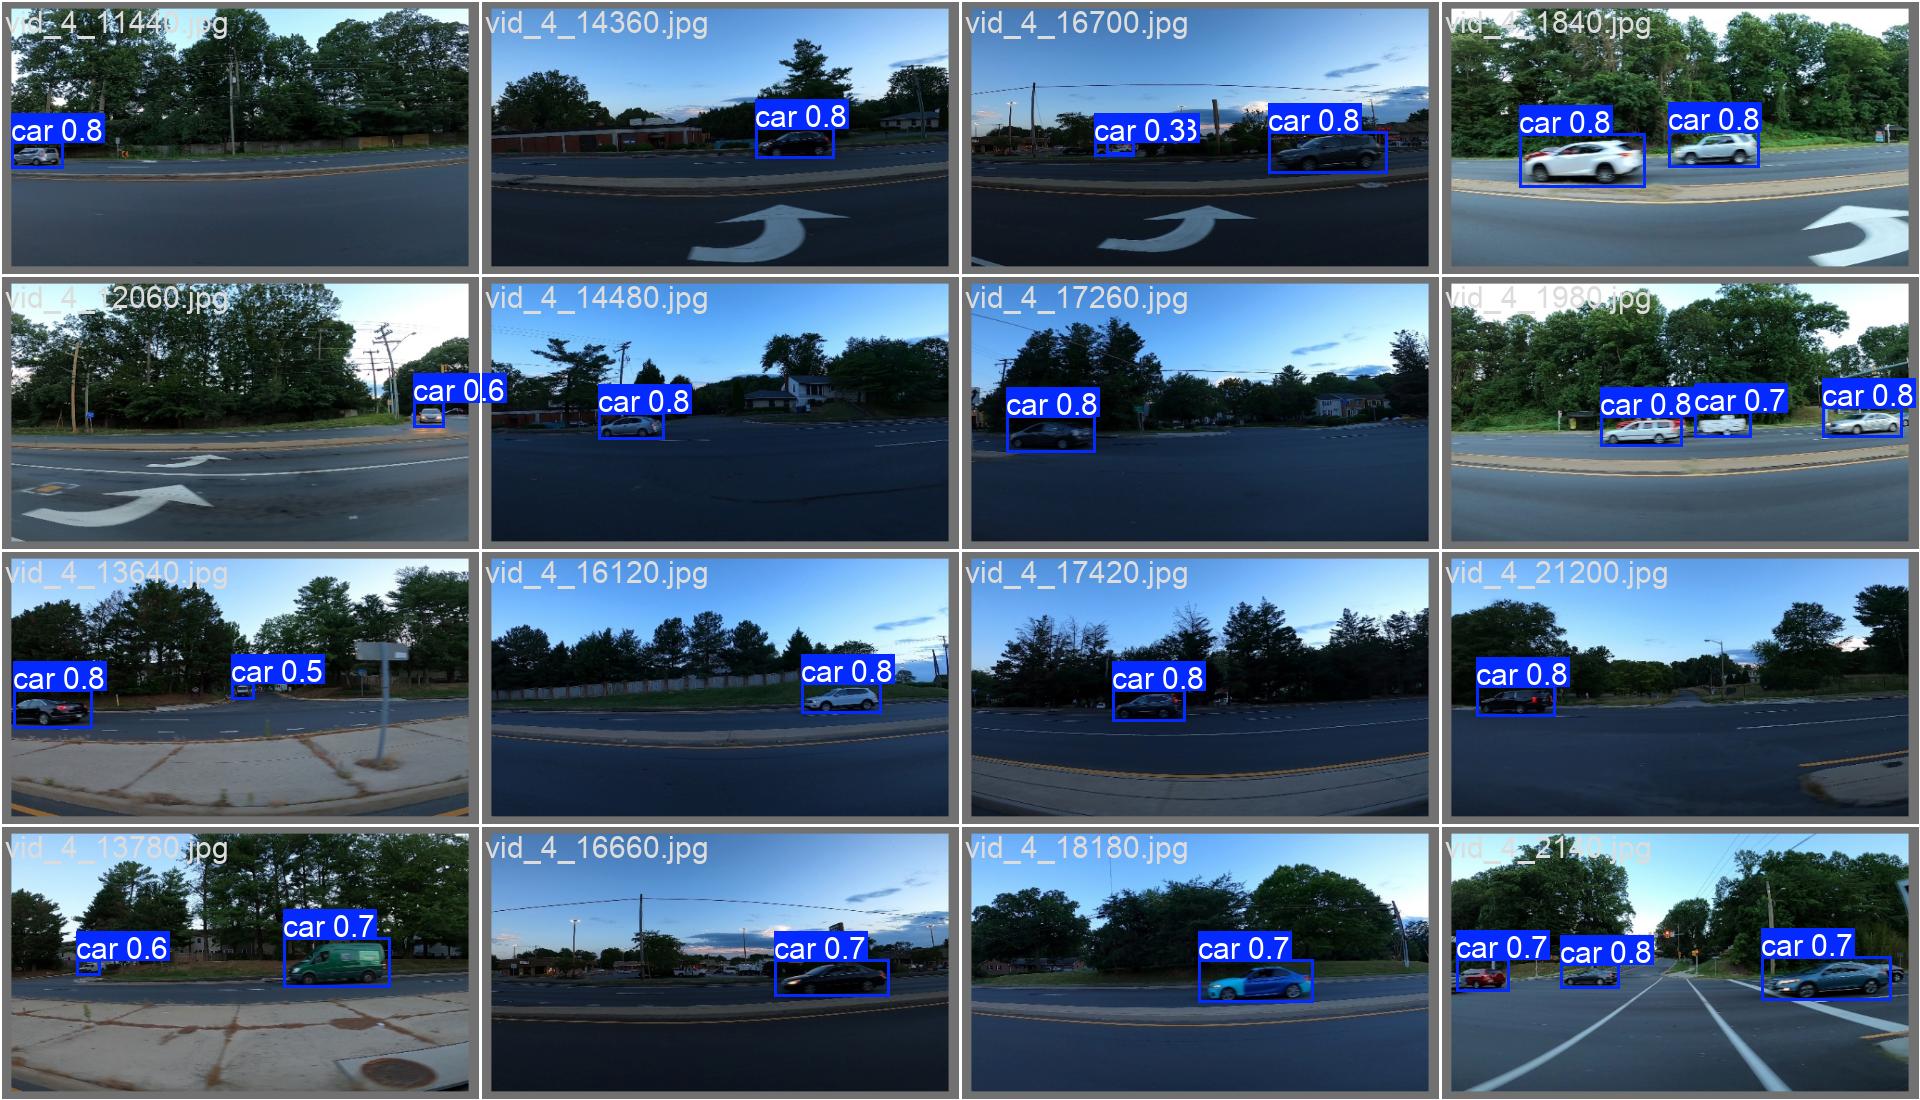 vid_4_11440.jpg
car 0.8
vid_4_14360.jpg
car 0.8
vid_4_16700.jpg
car 0.33
car 0.8
vid_4_1840.jpg
car 0.8
car 0.8
vid_4_12060.jpg
car 0.6
vid_4_14480.jpg
car 0.8
vid_4_17260.jpg
car 0.8
vid_4_1980.jpg
car 0.8
car 0.7
car 0.8
vid_4_13640.jpg
car 0.8
car 0.5
vid_4_16120.jpg
car 0.8
vid_4_17420.jpg
car 0.8
vid_4_21200.jpg
car 0.8
vid_4_13780.jpg
car 0.6
car 0.7
vid_4_16660.jpg
car 0.7
vid_4_18180.jpg
car 0.7
vid_4_2140.jpg
car 0.7
car 0.8
car 0.7